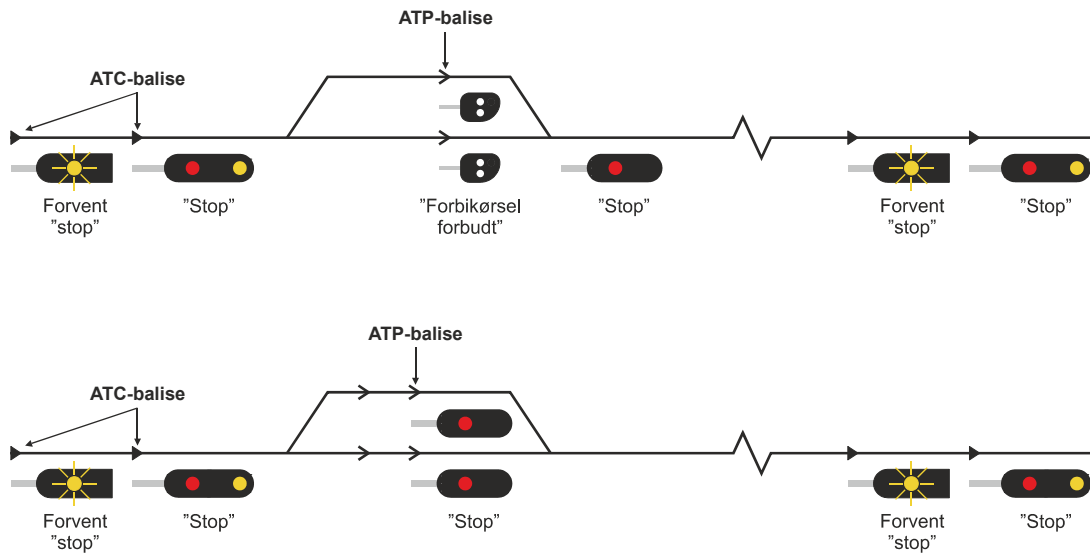 ATP-balise
ATC-balise
Forvent
"stop"
"Stop"
"Forbikørsel
forbudt"
"Stop"
Forvent
"stop"
"Stop"
ATP-balise
ATC-balise
Forvent
"stop"
"Stop"
"Stop"
Forvent
"stop"
"Stop"